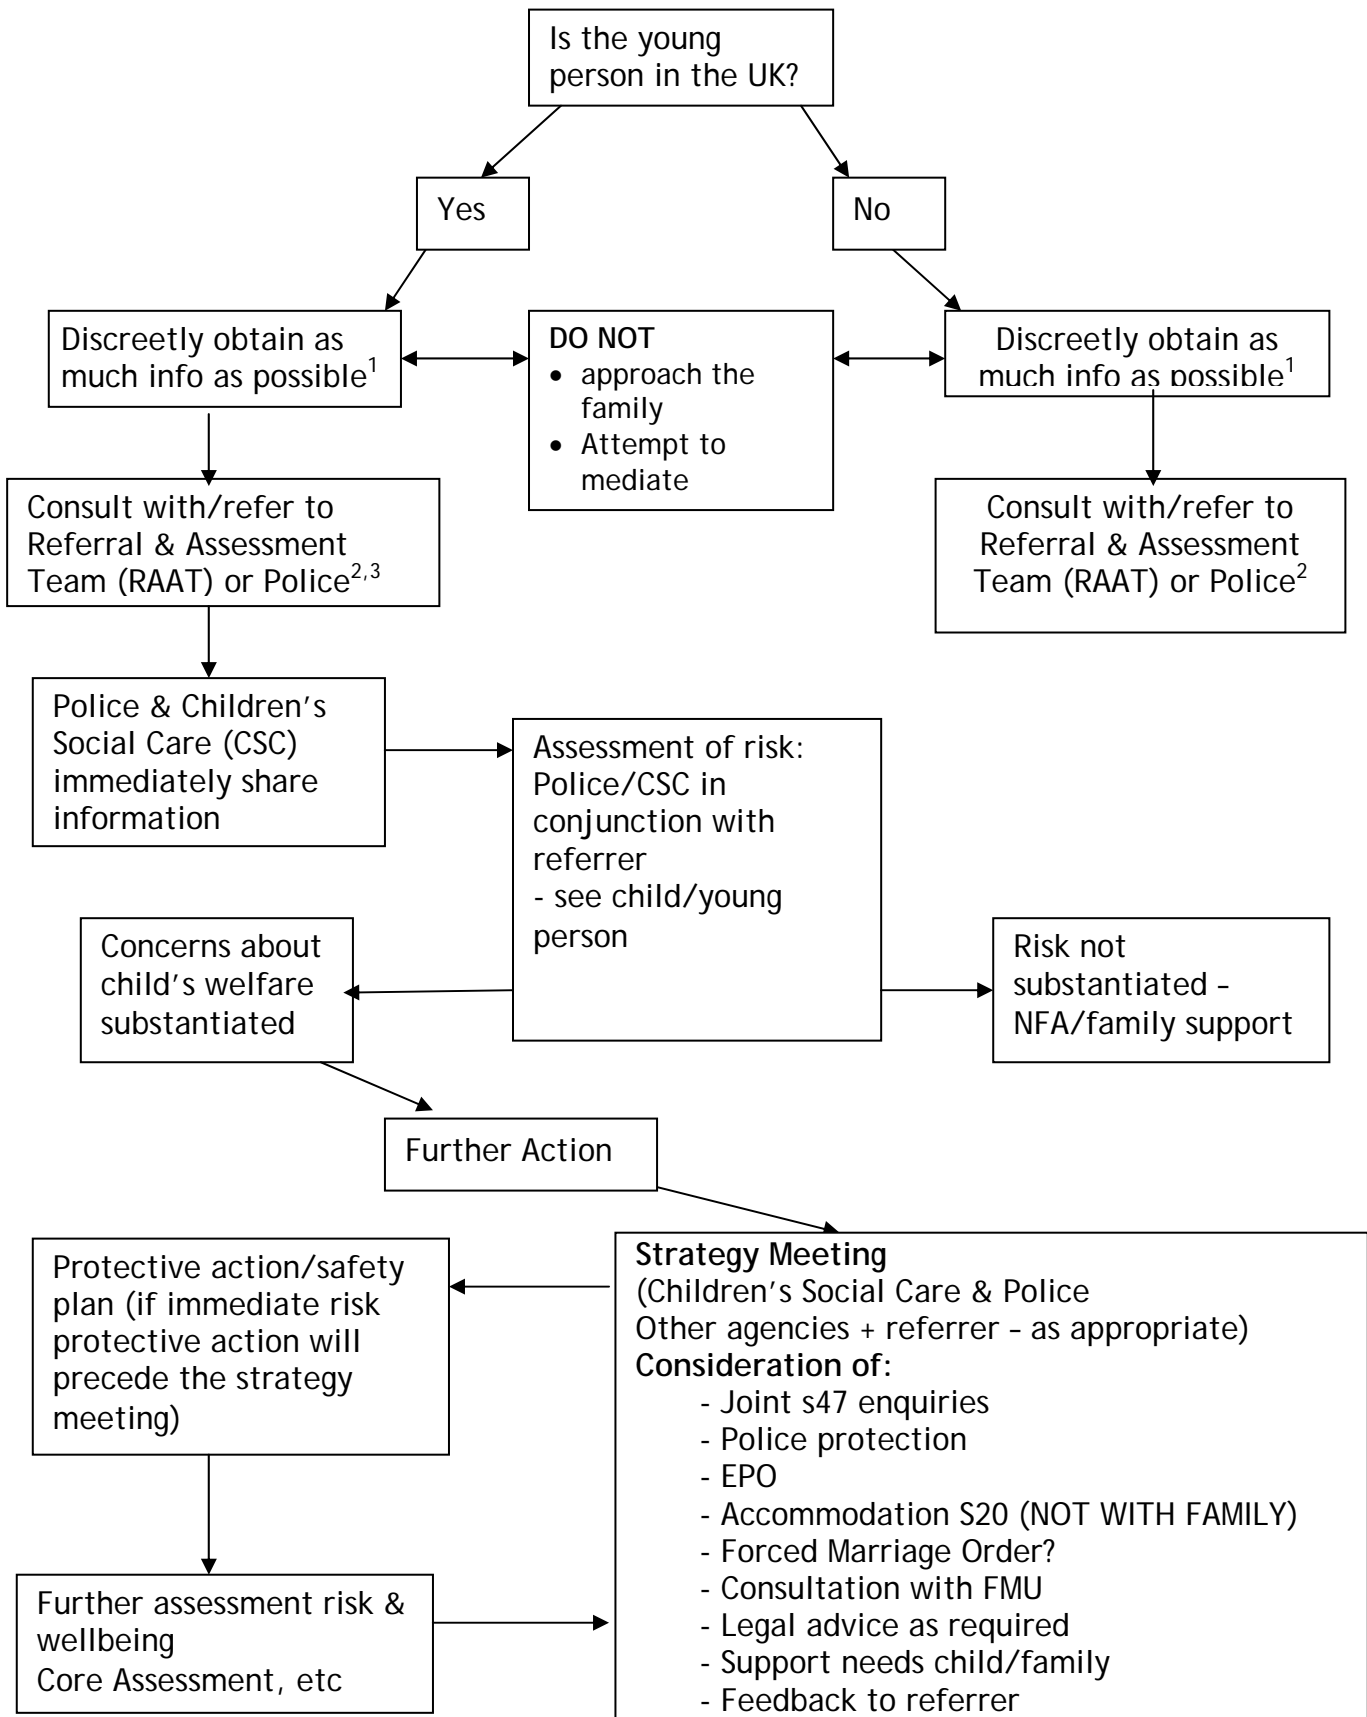 Is the young
person in the UK?
Yes
No
Discreetly obtain as
much info as possible1
DO NOT
• approach the
family
• Attempt to
mediate
Discreetly obtain as
much info as possible1
Consult with/refer to
Referral & Assessment
Team (RAAT) or Police2,3
Consult with/refer to
Referral & Assessment
Team (RAAT) or Police2
Police & Children's
Social Care (CSC)
immediately share
information
Assessment of risk:
Police/CSC in
conjunction with
referrer
- see child/young
person
Concerns about
child's welfare
substantiated
Risk not
substantiated –
NFA/family support
Further Action
Protective action/safety
plan (if immediate risk
protective action will
precede the strategy
meeting)
Strategy Meeting
(Children's Social Care & Police
Other agencies + referrer – as appropriate)
Consideration of:
- Joint s47 enquiries
- Police protection
- EPO
- Accommodation S20 (NOT WITH FAMILY)
- Forced Marriage Order?
- Consultation with FMU
- Legal advice as required
- Support needs child/family
- Feedback to referrer
Further assessment risk &
wellbeing
Core Assessment, etc